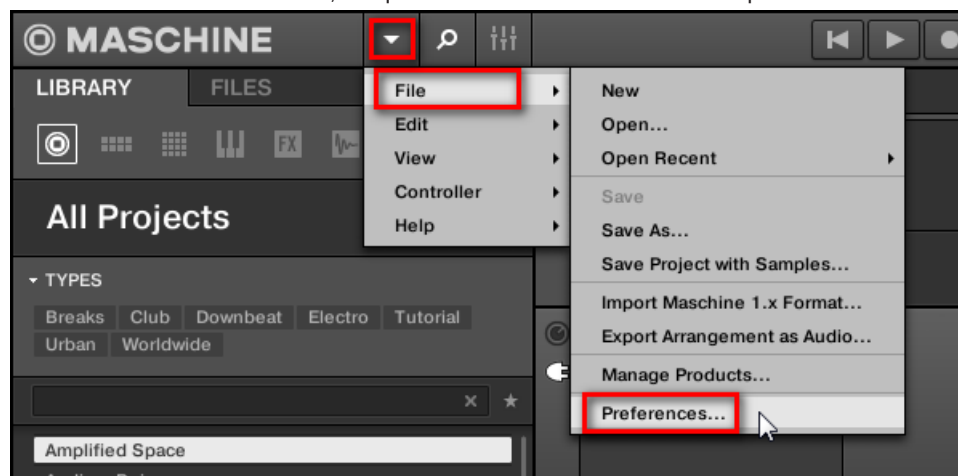 MASCHINE
LIBRARY FILES
FX
All Projects
TYPES
Breaks Club Downbeat Electro Tutorial
Urban Worldwide
Amplified Space
File
Edit
View
Controller
Help
New
Open...
Open Recent
Save
Save As...
Save Project with Samples...
Import Maschine 1.x Format...
Export Arrangement as Audio...
Manage Products...
Preferences...